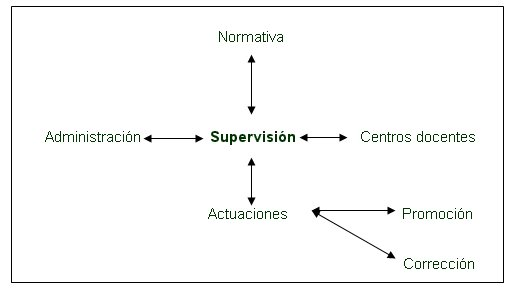 Normativa
Administración
Supervisión
Centros docentes
Actuaciones
Promoción
Corrección